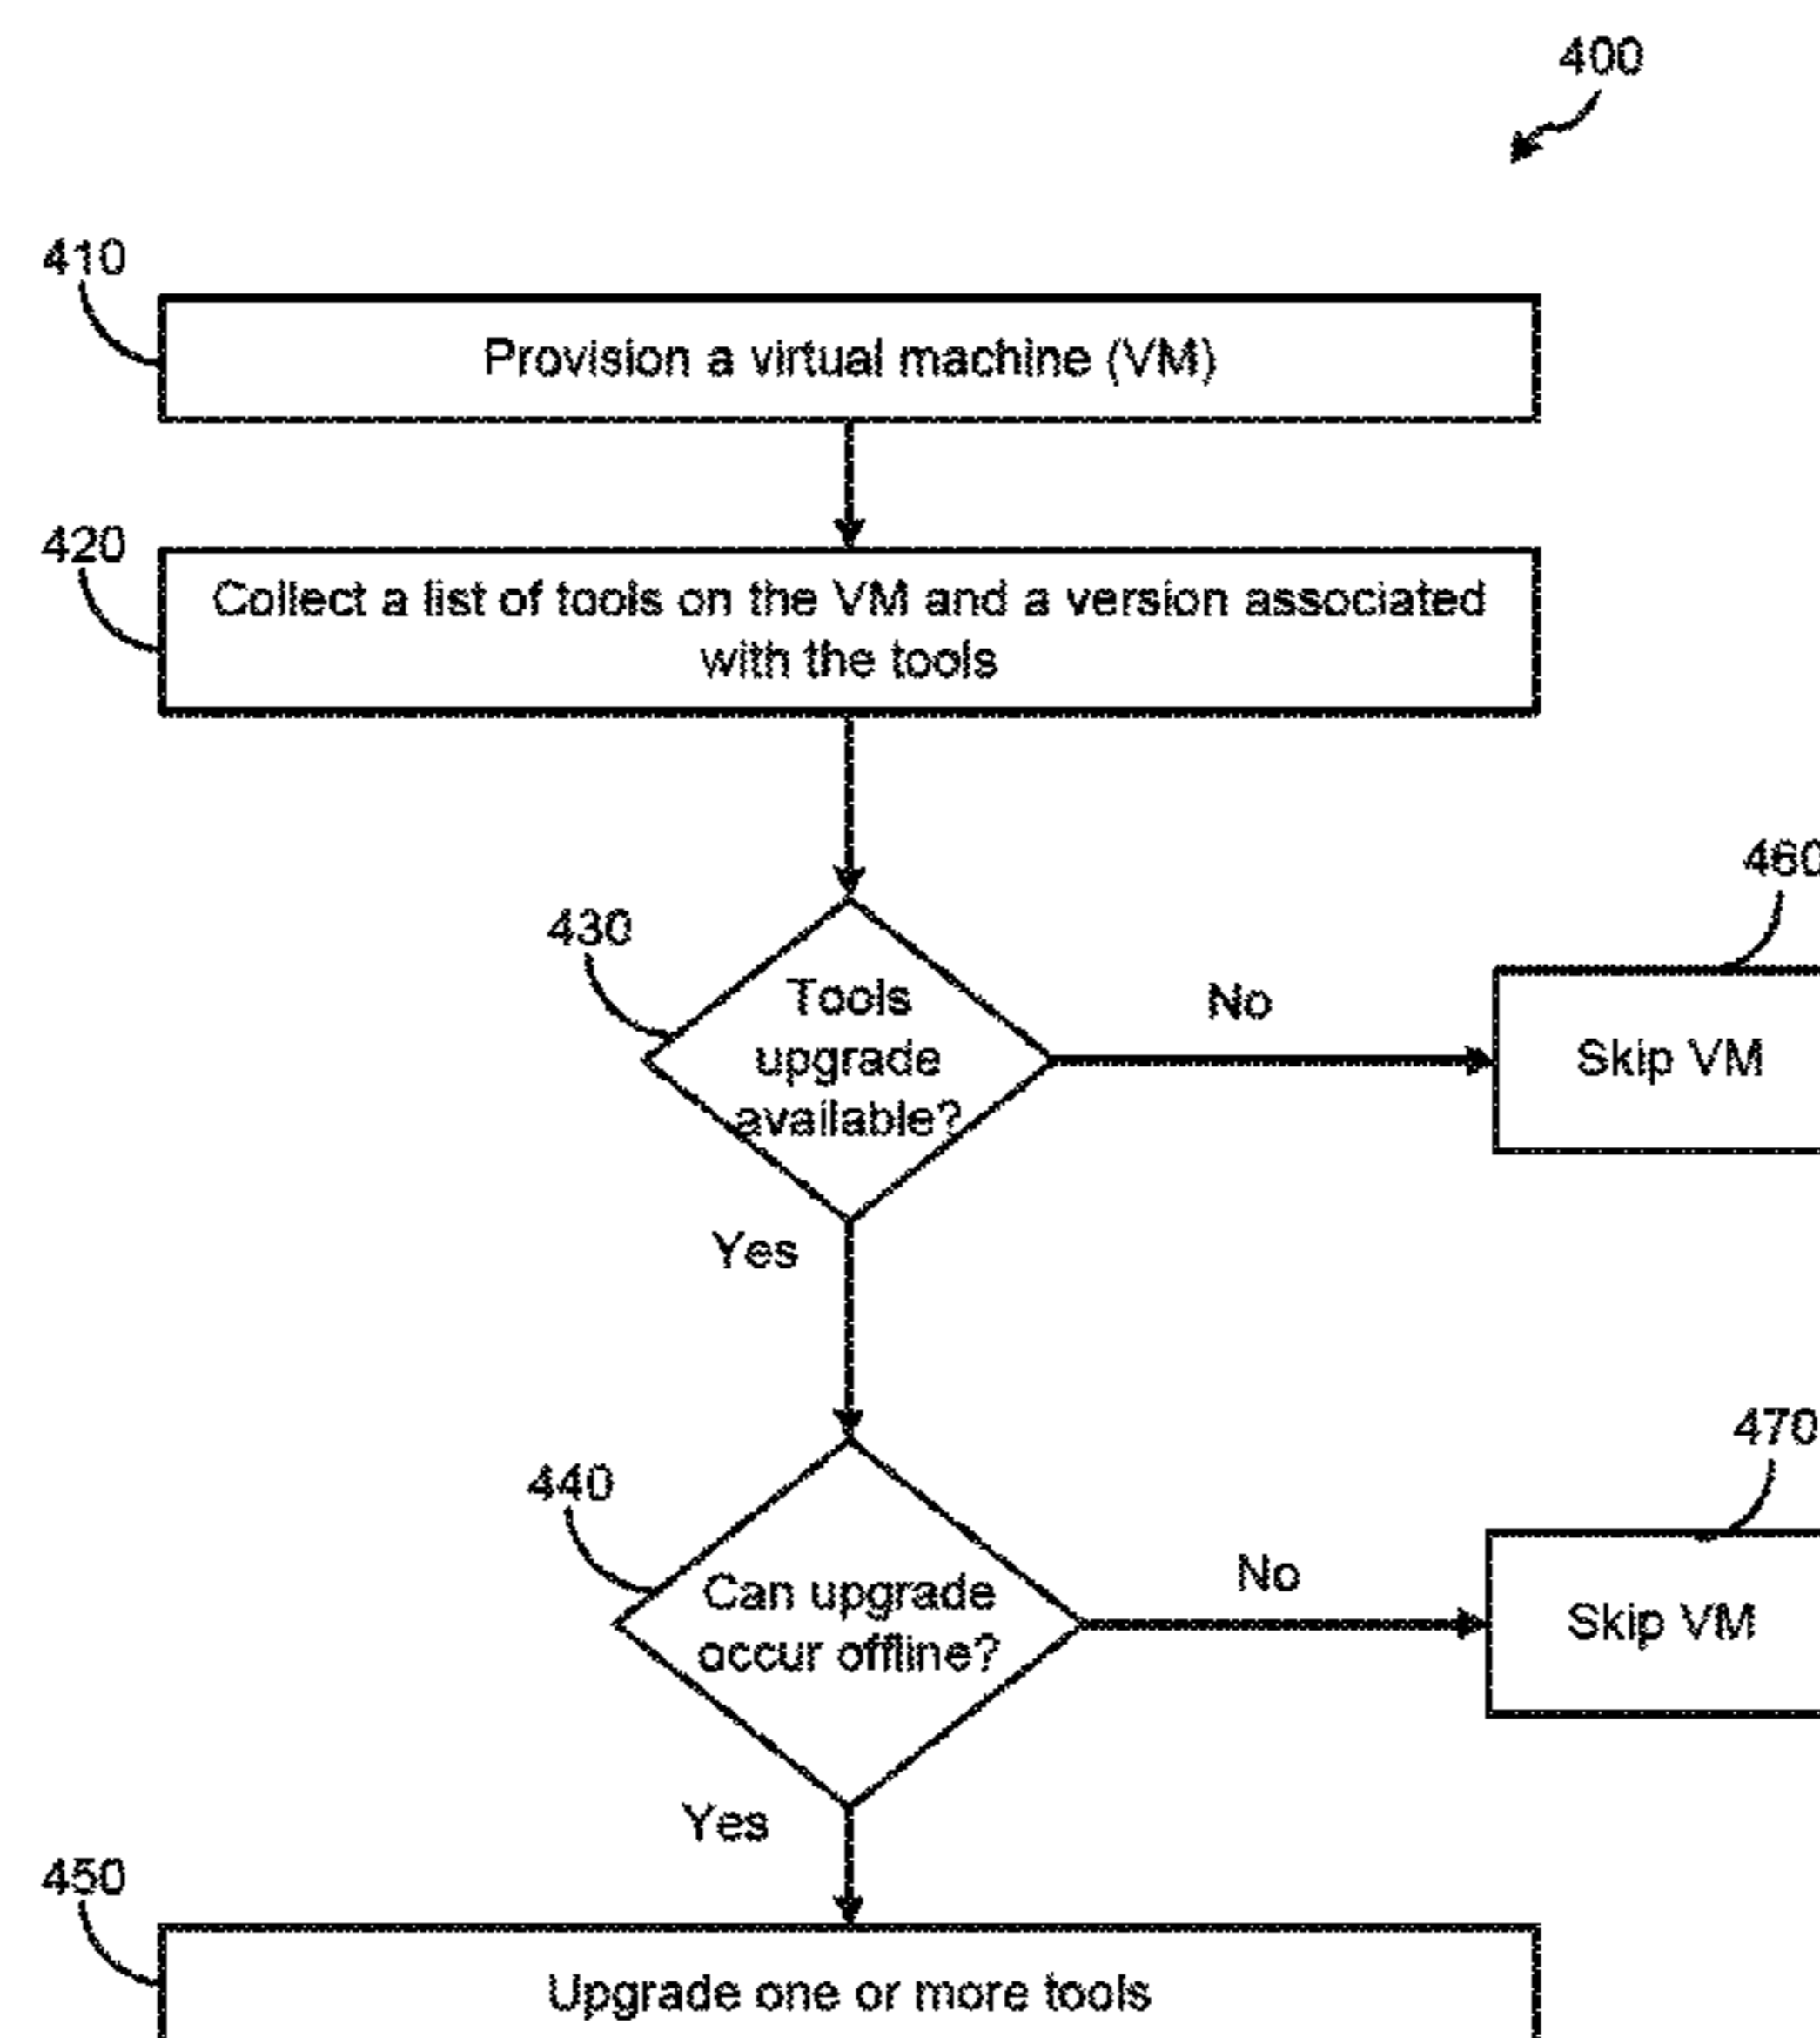 400
410
Provision a virtual machine (VM)
420
Collect a list of tools on the VM and a version associated
with the tools
460
430
Tools
upgrade
available?
No
Skip VM
Yes
470
440
Can upgrade
occur offline?
No
Skip VM
Yes
450
Upgrade one or more tools